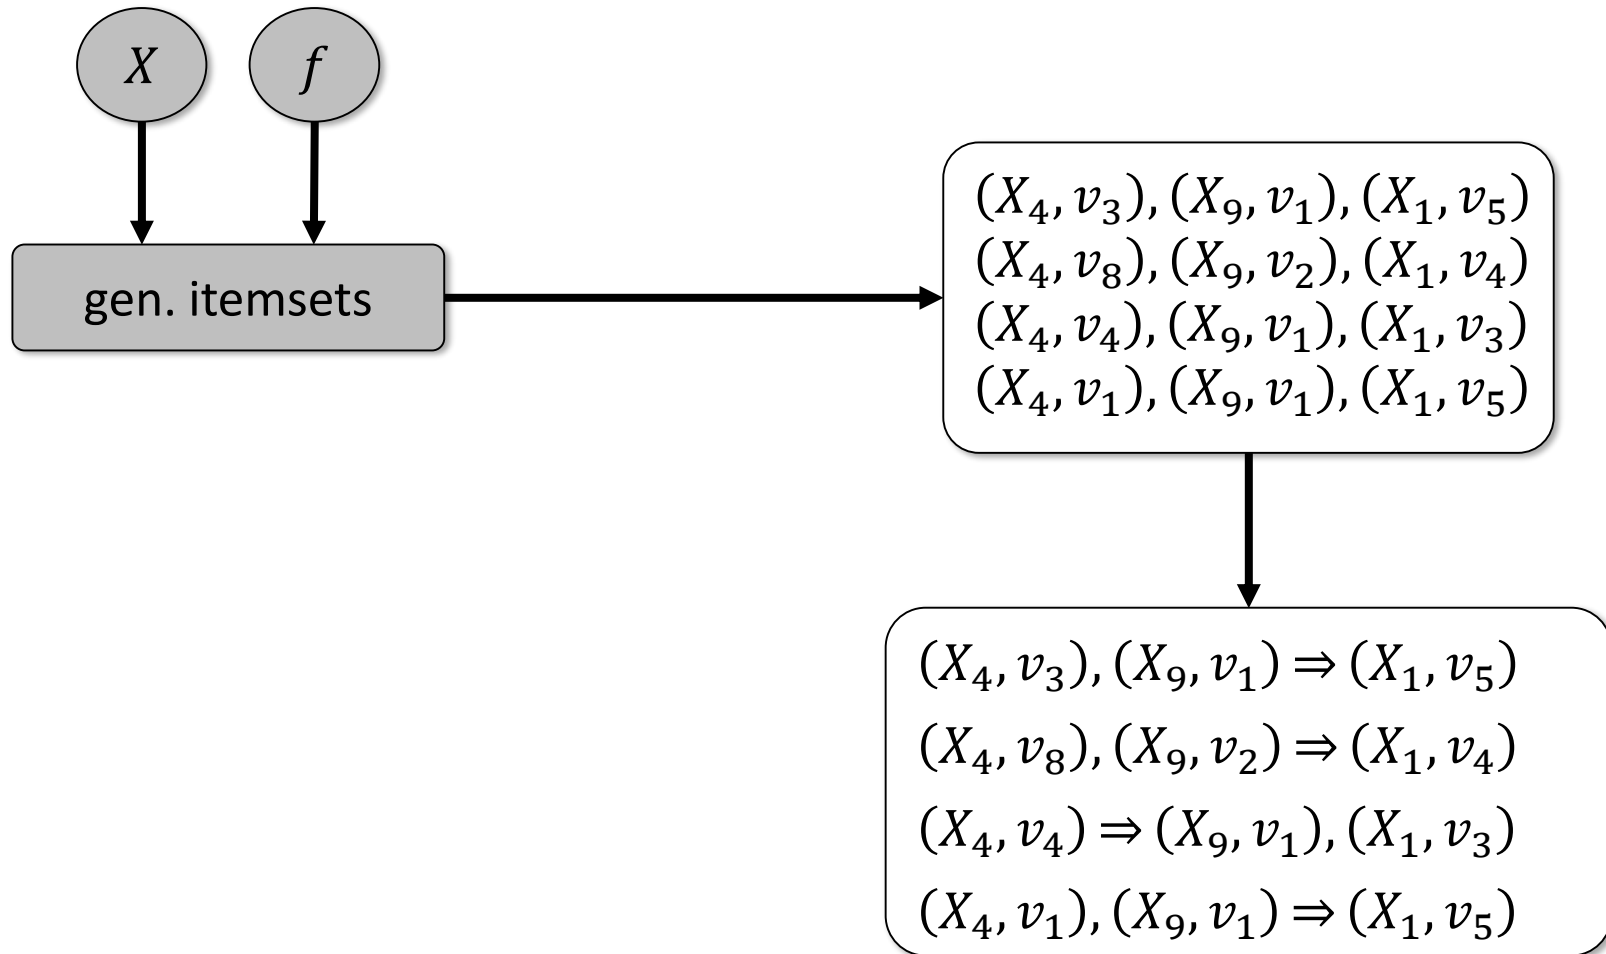 X
f
gen. itemsets
(X₄, v₃), (X₉, v₁), (X₁, v₅)
(X₄, v₈), (X₉, v₂), (X₁, v₄)
(X₄, v₄), (X₉, v₁), (X₁, v₃)
(X₄, v₁), (X₉, v₁), (X₁, v₅)
(X₄, v₃), (X₉, v₁) ⇒ (X₁, v₅)
(X₄, v₈), (X₉, v₂) ⇒ (X₁, v₄)
(X₄, v₄) ⇒ (X₉, v₁), (X₁, v₃)
(X₄, v₁), (X₉, v₁) ⇒ (X₁, v₅)